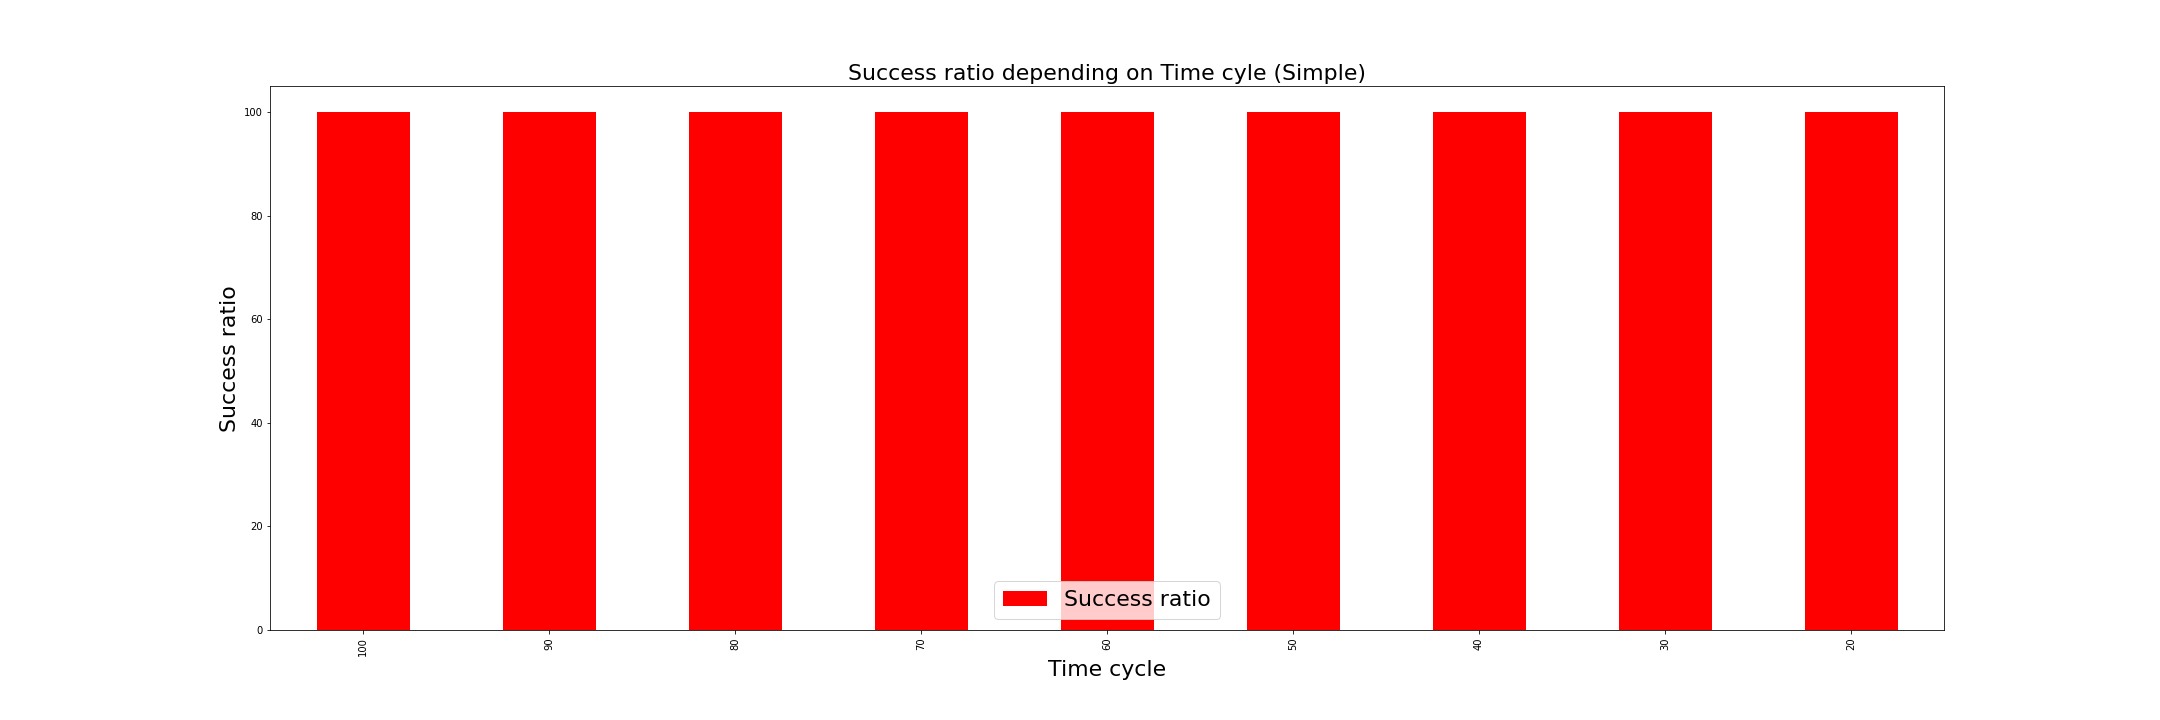 Success ratio depending on Time cyle (Simple)
Success ratio
100
80
60
40
20
0
Success ratio
100 90 80 70 60 50 40 30 20
Time cycle